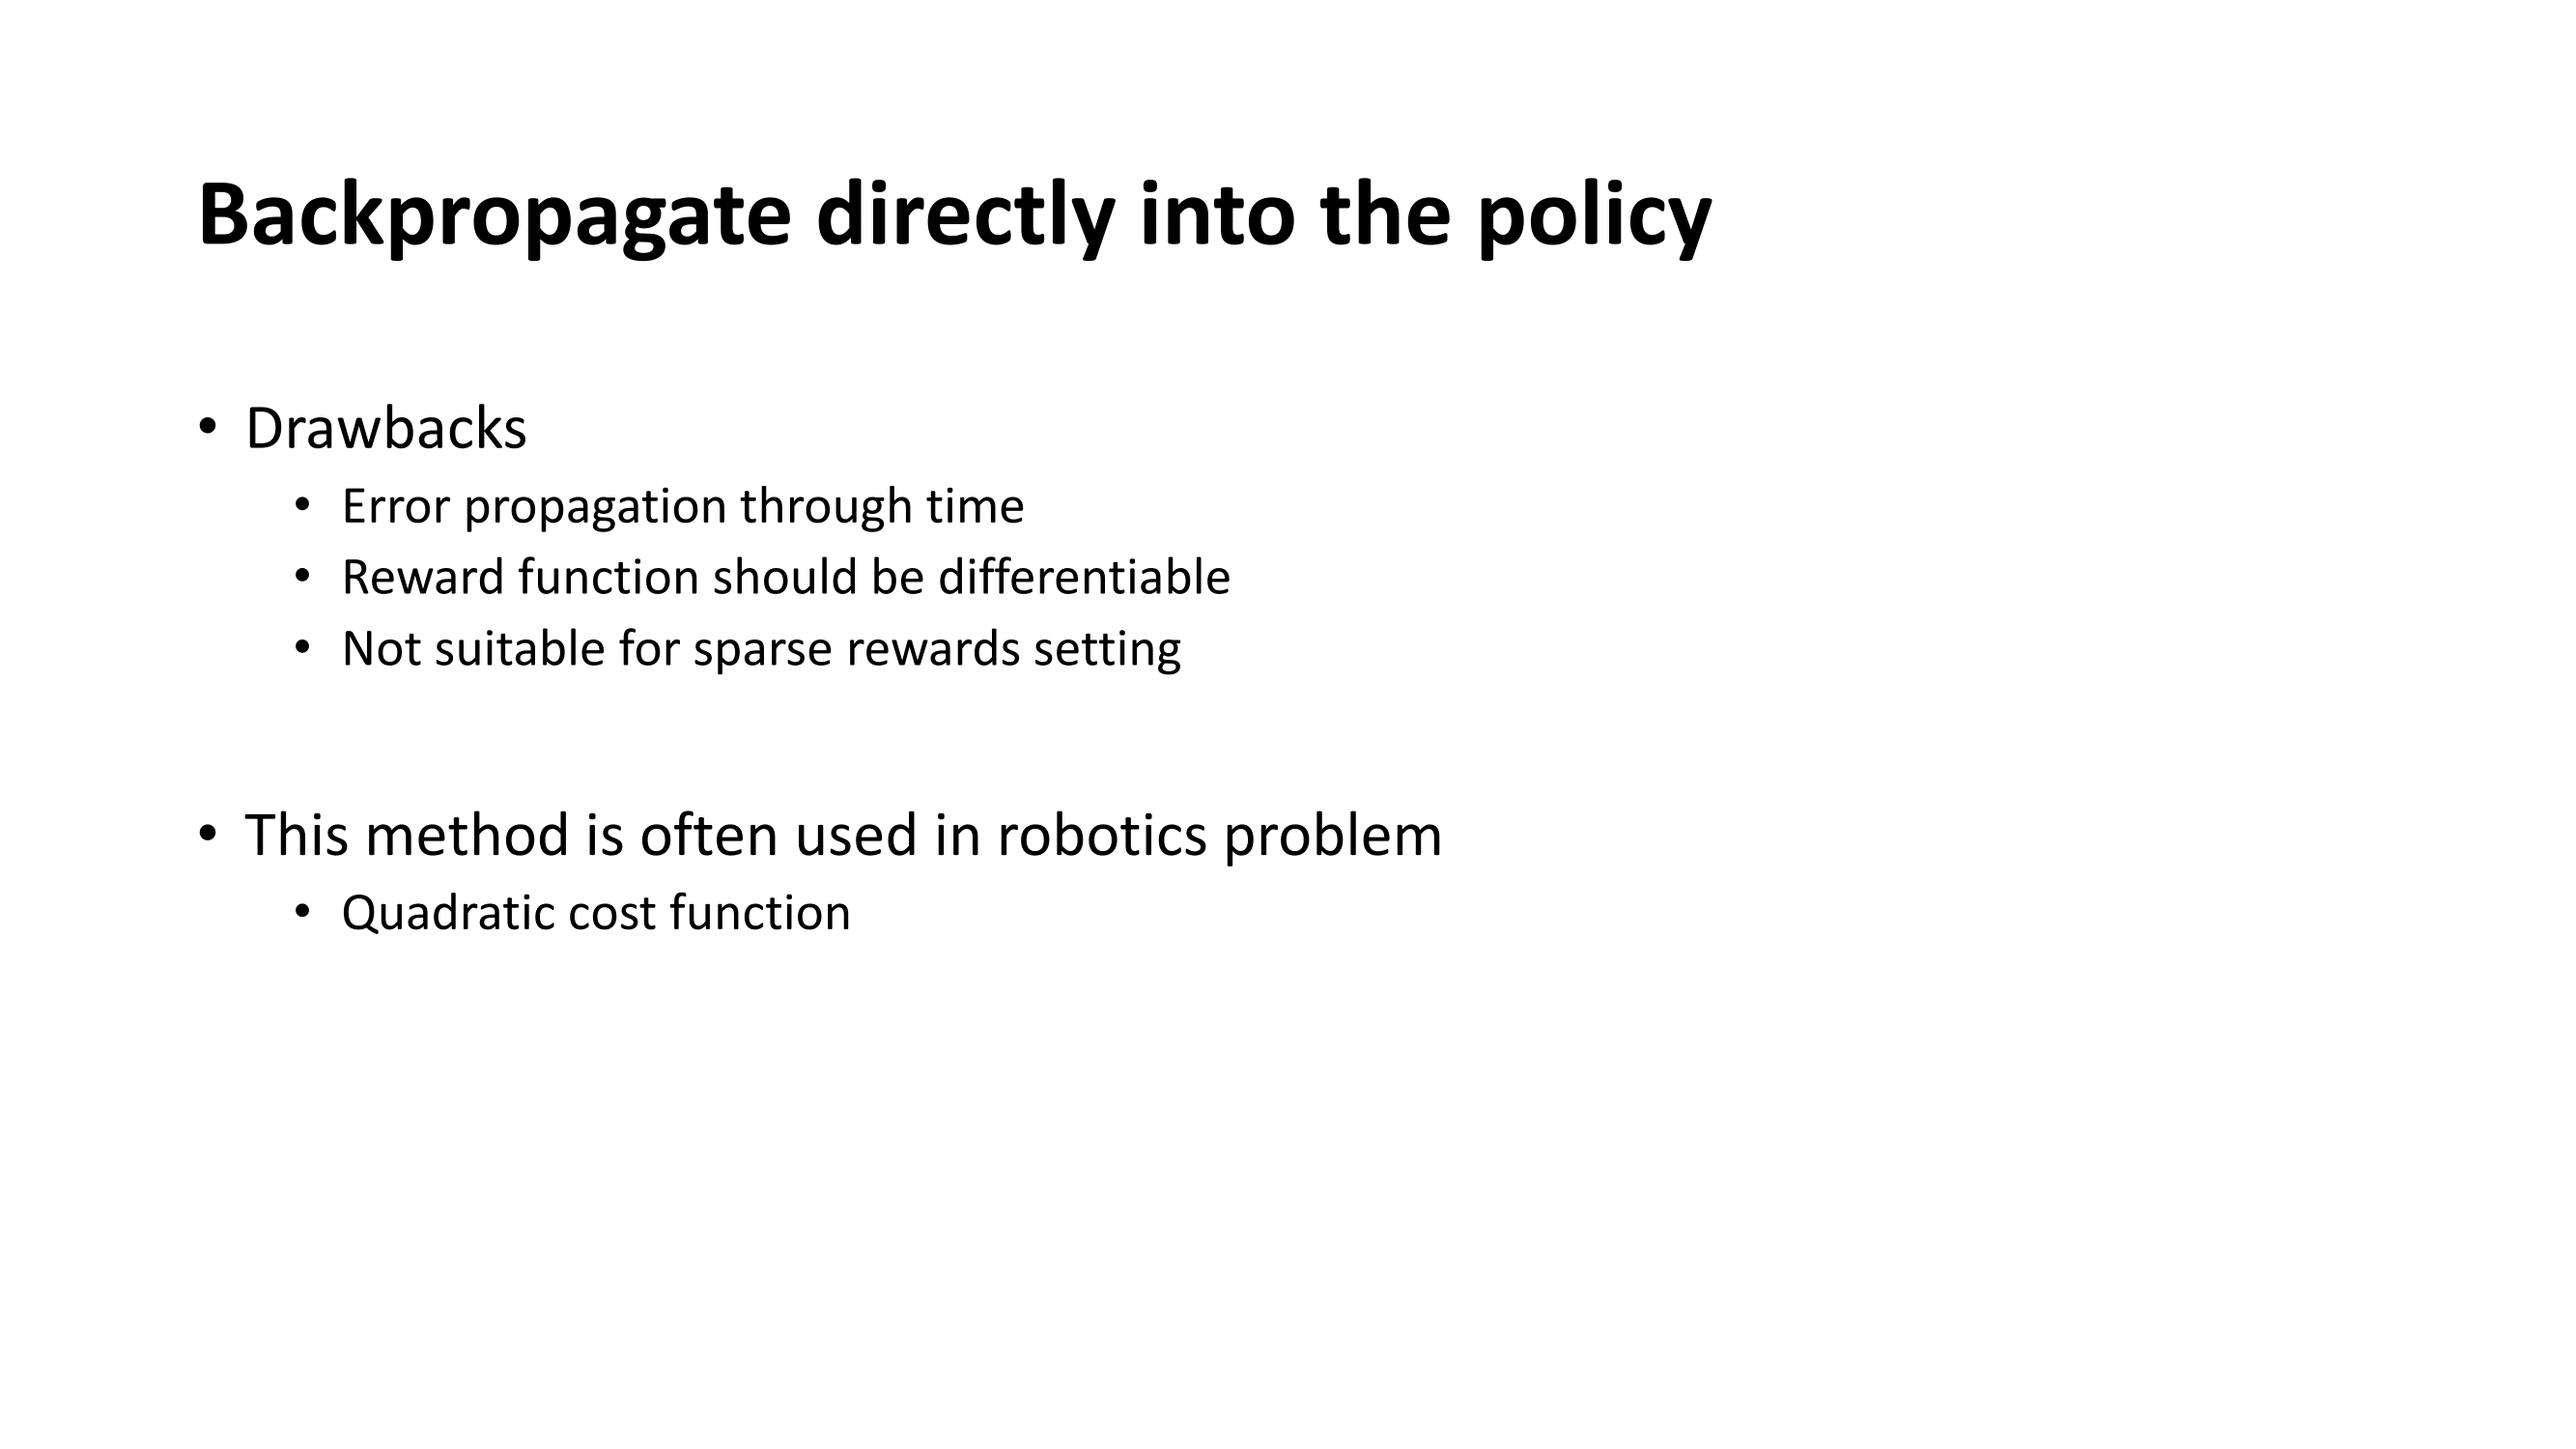 Backpropagate directly into the policy
• Drawbacks
• Error propagation through time
• Reward function should be differentiable
• Not suitable for sparse rewards setting
• This method is often used in robotics problem
• Quadratic cost function